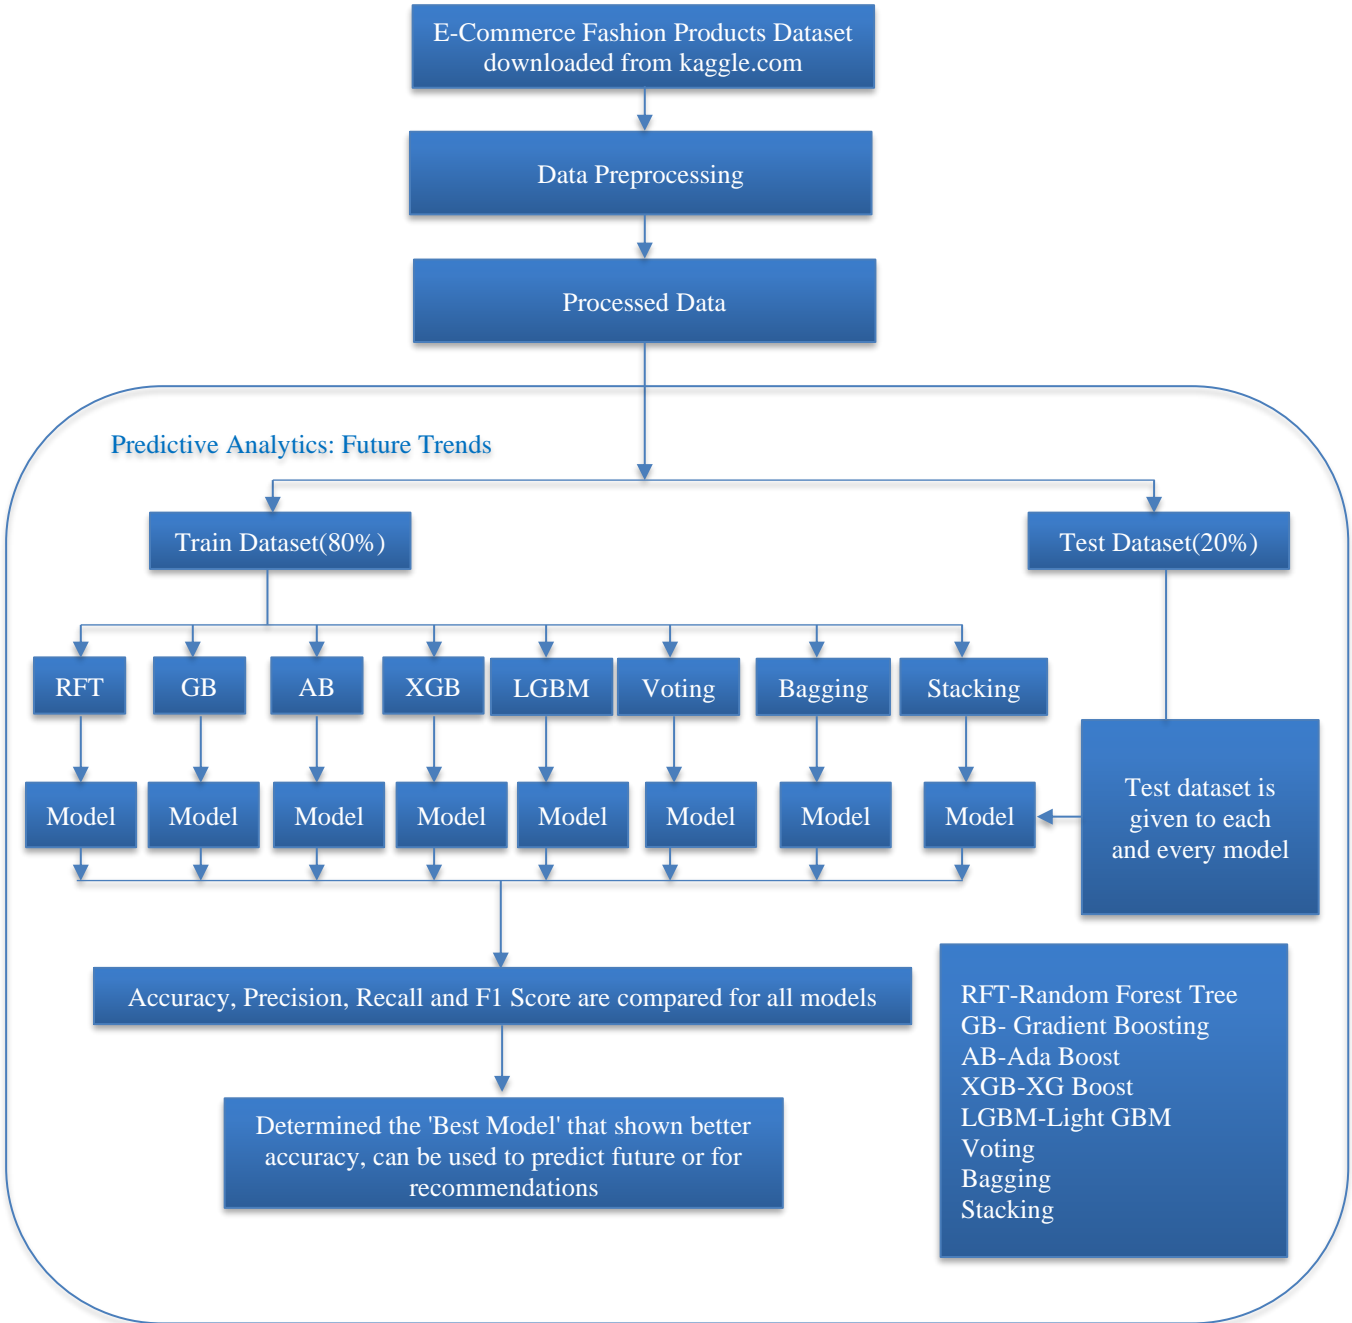 E-Commerce Fashion Products Dataset
downloaded from kaggle.com
Data Preprocessing
Processed Data
Predictive Analytics: Future Trends
Train Dataset(80%)
Test Dataset(20%)
RFT
GB
AB
XGB
LGBM
Voting
Bagging
Stacking
Model
Model
Model
Model
Model
Model
Model
Model
Test dataset is
given to each
and every model
Accuracy, Precision, Recall and F1 Score are compared for all models
Determined the 'Best Model' that shown better
accuracy, can be used to predict future or for
recommendations
RFT-Random Forest Tree
GB- Gradient Boosting
AB-Ada Boost
XGB-XG Boost
LGBM-Light GBM
Voting
Bagging
Stacking